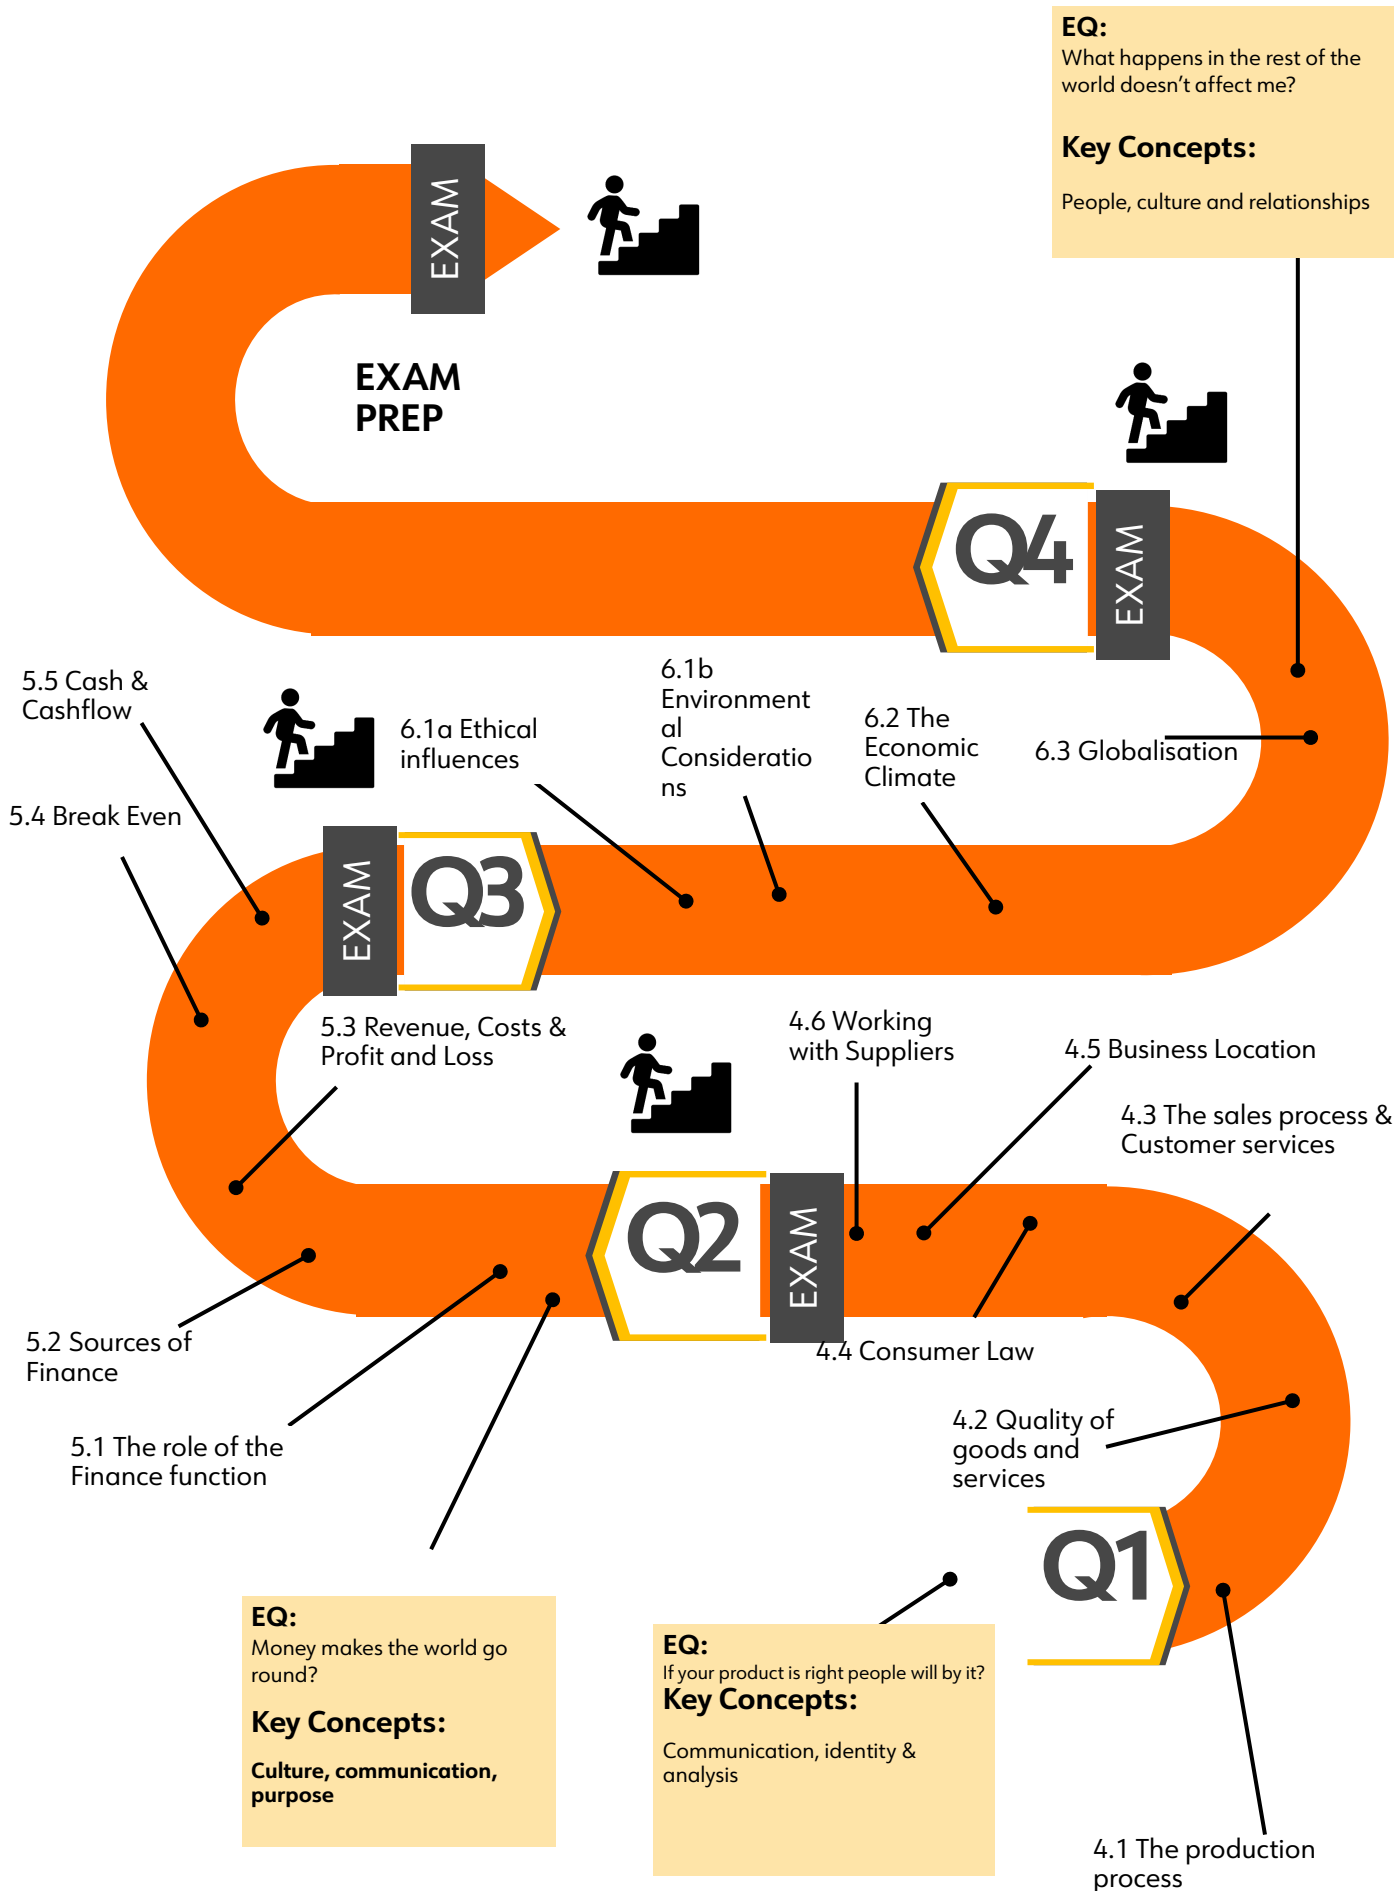 EQ:
What happens in the rest of the
world doesn't affect me?
Key Concepts:
People, culture and relationships
EXAM
EXAM
PREP
Q4
EXAM
5.5 Cash &
Cashflow
6.1a Ethical
influences
6.1b
Environment
al
Consideratio
ns
6.2 The
Economic
Climate
6.3 Globalisation
5.4 Break Even
EXAM
Q3
5.3 Revenue, Costs &
Profit and Loss
4.6 Working
with Suppliers
4.5 Business Location
4.3 The sales process &
Customer services
Q2
EXAM
5.2 Sources of
Finance
4.4 Consumer Law
5.1 The role of the
Finance function
4.2 Quality of
goods and
services
Q1
EQ:
Money makes the world go
round?
Key Concepts:
Culture, communication,
purpose
EQ:
If your product is right people will by it?
Key Concepts:
Communication, identity &
analysis
4.1 The production
process